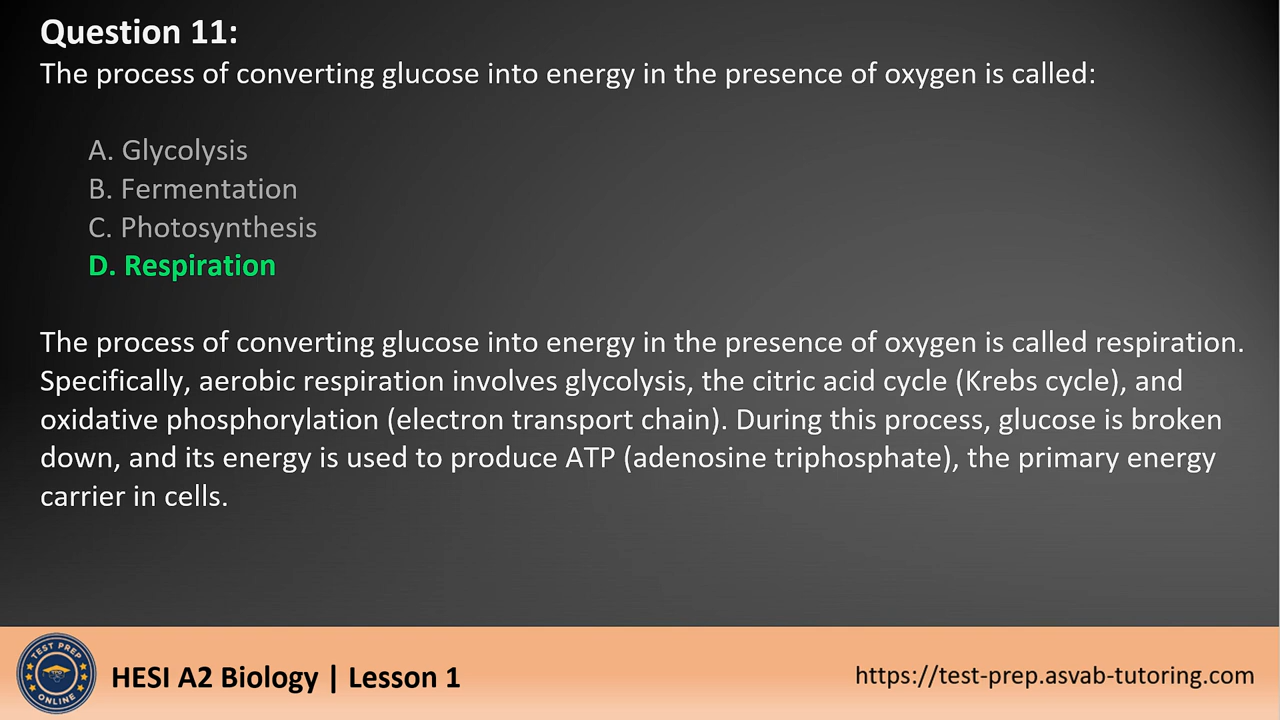 Question 11:
The process of converting glucose into energy in the presence of oxygen is called:
A. Glycolysis
B. Fermentation
C. Photosynthesis
D. Respiration
The process of converting glucose into energy in the presence of oxygen is called respiration.
Specifically, aerobic respiration involves glycolysis, the citric acid cycle (Krebs cycle), and
oxidative phosphorylation (electron transport chain). During this process, glucose is broken
down, and its energy is used to produce ATP (adenosine triphosphate), the primary energy
carrier in cells.
TEST PREP
ONLINE
HESI A2 Biology | Lesson 1
https://test-prep.asvab-tutoring.com